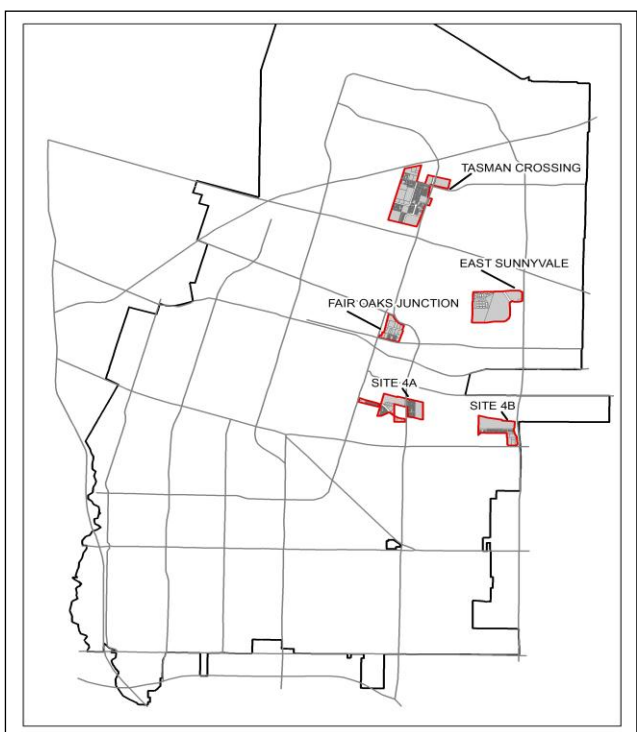 TASMAN CROSSING
EAST SUNNYVALE
FAIR OAKS JUNCTION
SITE 4A
SITE 4B